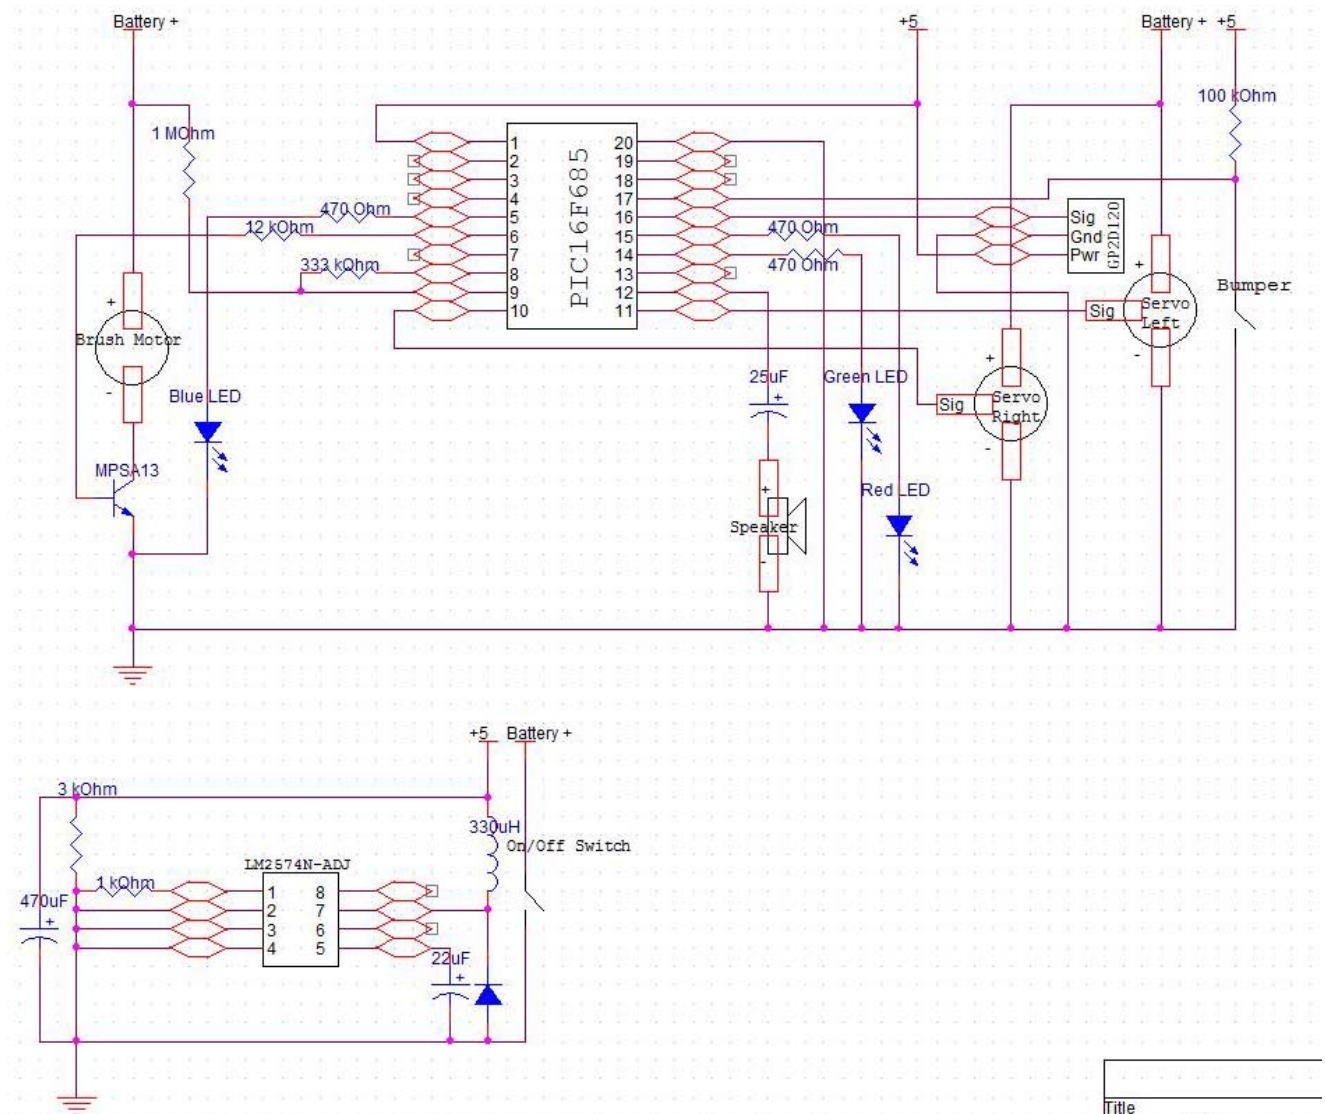 Battery +
+5
Battery +
+5
100 kOhm
1 MOhm
PIC16F685
1
2
3
4
5
6
7
8
9
10
20
19
18
17
16
15
14
13
12
11
470 Ohm
12 kOhm
333 kOhm
470 Ohm
470 Ohm
Sig
Gnd
Pwr
GP2D120
+
Brush Motor
-
Blue LED
MPSA13
25uF
+
Green LED
Red LED
+
Speaker
-
Sig
+
Servo
Right
-
Sig
+
Servo
Left
-
Bumper
+5
Battery +
3 kOhm
330uH
On/Off Switch
LM2574N-ADJ
1 kOhm
470uF
+
1
2
3
4
8
7
6
5
22uF
+
Title